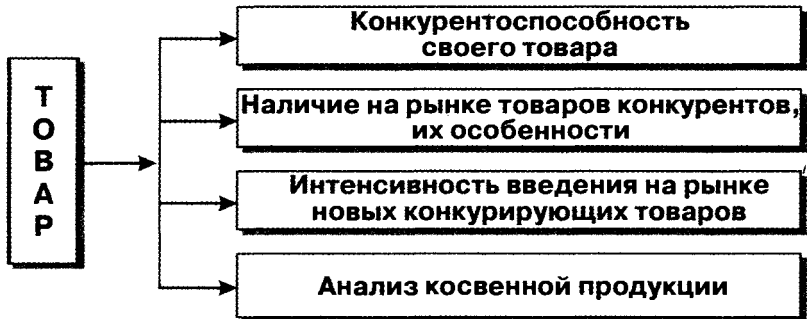 ТОВАР
Конкурентоспособность
своего товара
Наличие на рынке товаров конкурентов,
их особенности
Интенсивность введения на рынке
новых конкурирующих товаров
Анализ косвенной продукции